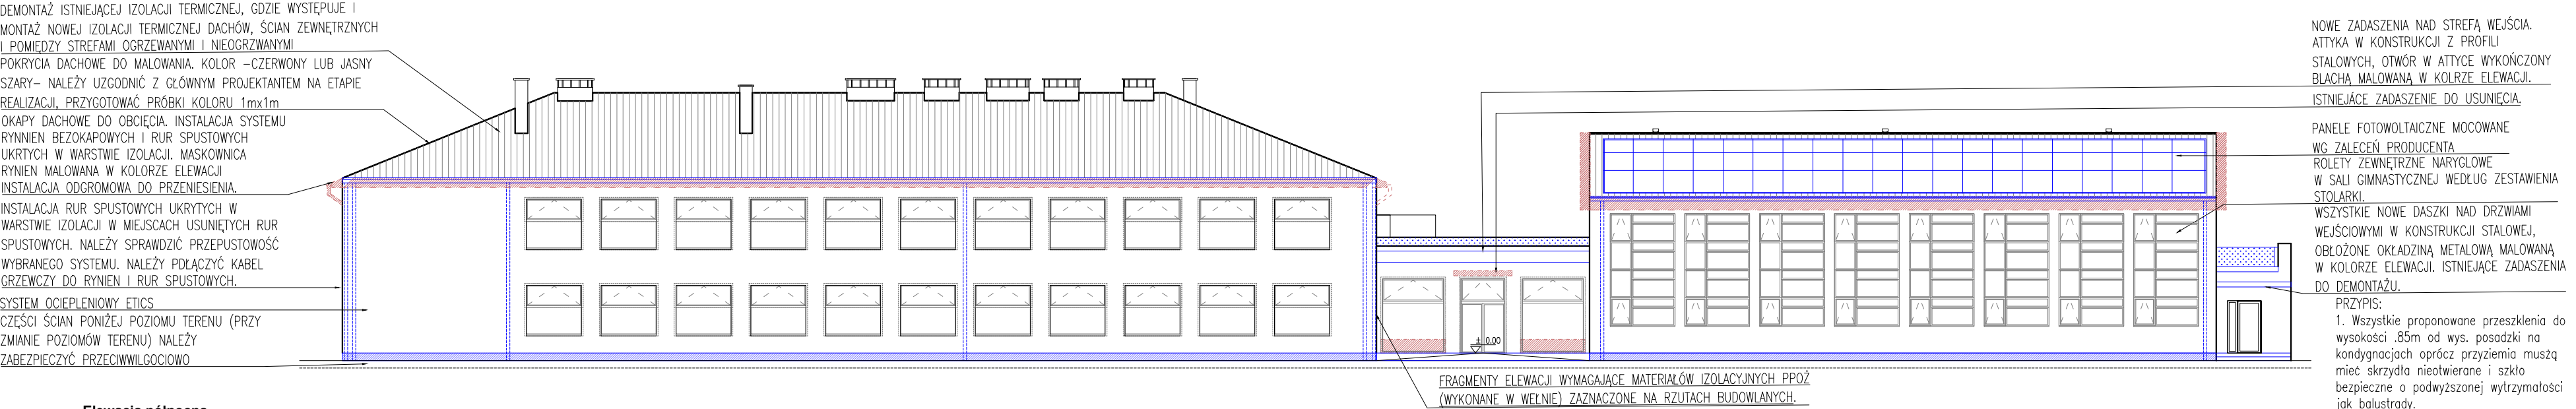 DEMONTAŻ ISTNIEJĄCEJ IZOLACJI TERMICZNEJ, GDZIE WYSTĘPUJE I
MONTAŻ NOWEJ IZOLACJI TERMICZNEJ DACHÓW, ŚCIAN ZEWNĘTRZNYCH
I POMIĘDZY STREFAMI OGRZEWANYMI I NIEOGRZWANYMI
POKRYCIA DACHOWE DO MALOWANIA. KOLOR –CZERWONY LUB JASNY
SZARY– NALEŻY UZGODNIĆ Z GŁÓWNYM PROJEKTANTEM NA ETAPIE
REALIZACJI, PRZYGOTOWAĆ PRÓBKI KOLORU 1mx1m
OKAPY DACHOWE DO OBCIĘCIA. INSTALACJA SYSTEMU
RYNNIEN BEZOKAPOWYCH I RUR SPUSTOWYCH
UKRTYCH W WARSTWIE IZOLACJI. MASKOWNICA
RYNIEN MALOWANA W KOLORZE ELEWACJI
INSTALACJA ODGROMOWA DO PRZENIESIENIA.
INSTALACJA RUR SPUSTOWYCH UKRYTYCH W
WARSTWIE IZOLACJI W MIEJSCACH USUNIĘTYCH RUR
SPUSTOWYCH. NALEŻY SPRAWDZIĆ PRZEPUSTOWOŚĆ
WYBRANEGO SYSTEMU. NALEŻY PDŁĄCZYĆ KABEL
GRZEWCZY DO RYNIEN I RUR SPUSTOWYCH.
SYSTEM OCIEPLENIOWY ETICS
CZĘŚCI ŚCIAN PONIŻEJ POZIOMU TERENU (PRZY
ZMIANIE POZIOMÓW TERENU) NALEŻY
ZABEZPIECZYĆ PRZECIWWILGOCIOWO
± 0,00
FRAGMENTY ELEWACJI WYMAGAJĄCE MATERIAŁÓW IZOLACYJNYCH PPOŻ
(WYKONANE W WEŁNIE) ZAZNACZONE NA RZUTACH BUDOWLANYCH.
NOWE ZADASZENIA NAD STREFĄ WEJŚCIA.
ATTYKA W KONSTRUKCJI Z PROFILI
STALOWYCH, OTWÓR W ATTYCE WYKOŃCZONY
BLACHĄ MALOWANĄ W KOLRZE ELEWACJI.
ISTNIEJĄCE ZADASZENIE DO USUNIĘCIA.
PANELE FOTOWOLTAICZNE MOCOWANE
WG ZALECEŃ PRODUCENTA
ROLETY ZEWNĘTRZNE NARYGLOWE
W SALI GIMNASTYCZNEJ WEDŁUG ZESTAWIENIA
STOLARKI.
WSZYSTKIE NOWE DASZKI NAD DRZWIAMI
WEJŚCIOWYMI W KONSTRUKCJI STALOWEJ,
OBŁOŻONE OKŁADZINĄ METALOWĄ MALOWANĄ
W KOLORZE ELEWACJI. ISTNIEJĄCE ZADASZENIA
DO DEMONTAŻU.
PRZYPIS:
1. Wszystkie proponowane przeszklenia do
wysokości .85m od wys. posadzki na
kondygnacjach oprócz przyziemia muszą
mieć skrzydła nieotwierane i szkło
bezpieczne o podwyższonej wytrzymałości
jak balustrady.